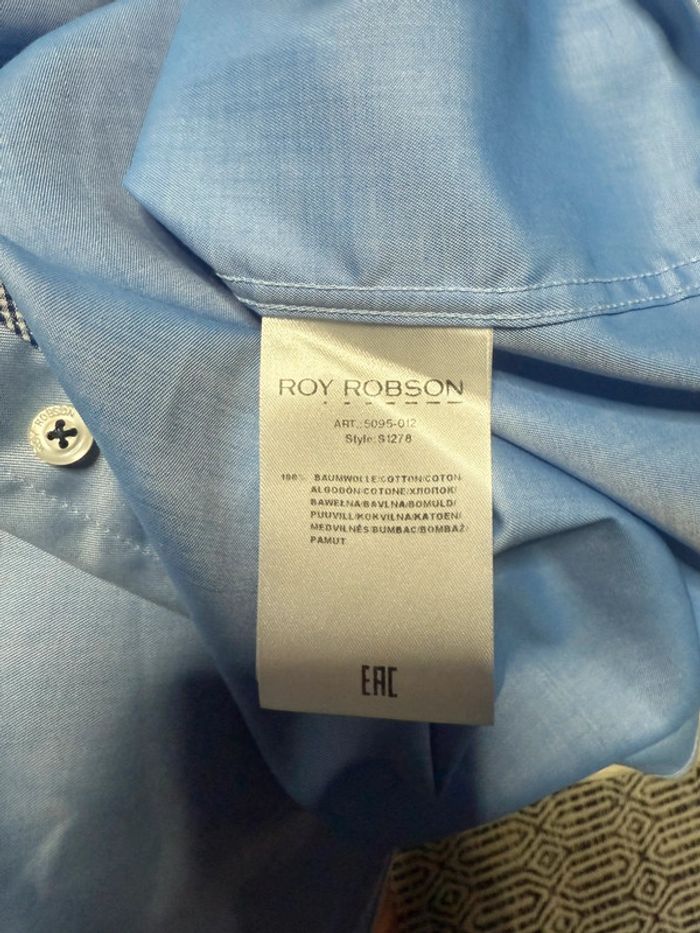 ROY ROBSON
ART.: 5095-012
Style: S1278
100% BAUMWOLLE/COTTON/COTON/
ALGODÓN/COTONE/ХЛОПОК/
BAWEŁNA/BAVLNA/BOMULD/
PUUVILL/KOKVILNA/KATOEN/
MEDVILNĖS/BUMBAC/BOMBAŽ/
PAMUT
EAC
ROY ROBSON